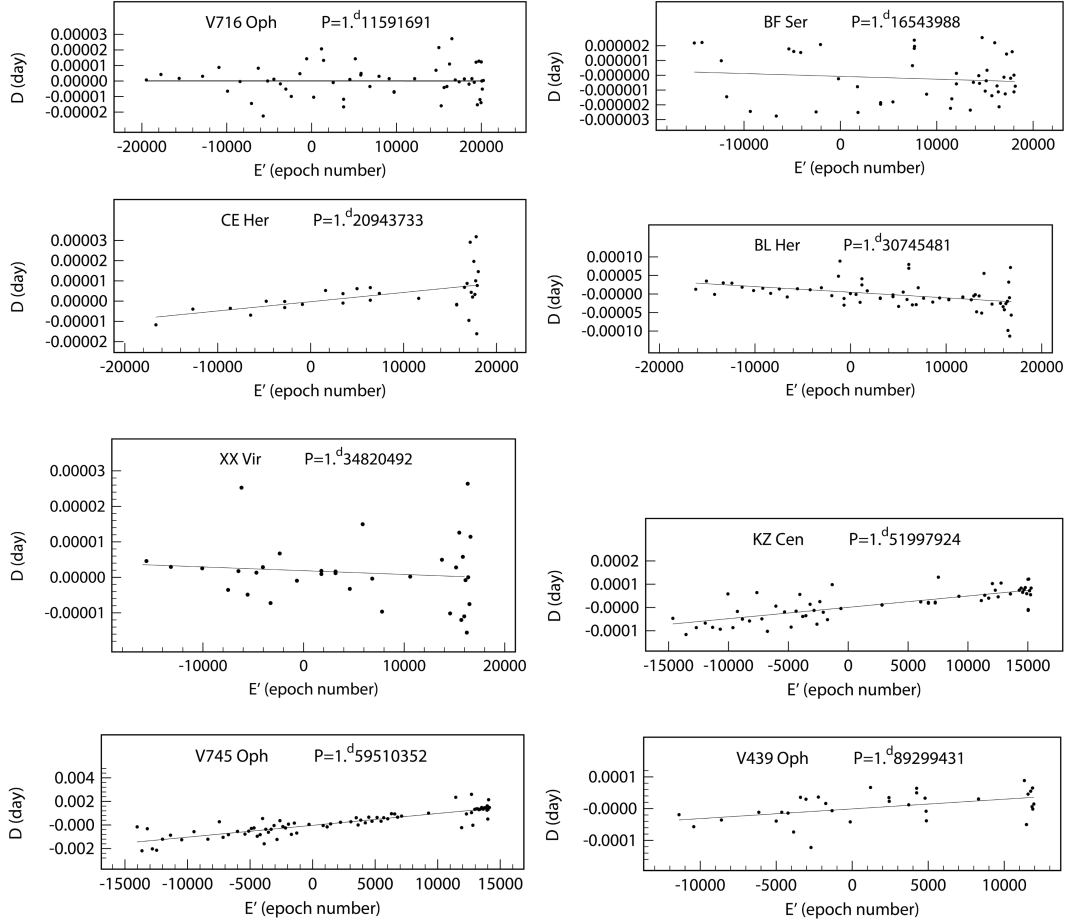 V716 Oph P=1.d11591691
D (day)
0.00003
0.00002
0.00001
0.00000
-0.00001
-0.00002
-20000 -10000 0 10000 20000
E' (epoch number)
BF Ser P=1.d16543988
D (day)
0.000002
0.000001
-0.000000
-0.000001
-0.000002
-0.000003
-10000 0 10000 20000
E' (epoch number)
CE Her P=1.d20943733
D (day)
0.00003
0.00002
0.00001
0.00000
-0.00001
-0.00002
-20000 -10000 0 10000 20000
E' (epoch number)
BL Her P=1.d30745481
D (day)
0.00010
0.00005
-0.00000
-0.00005
-0.00010
-20000 -10000 0 10000 20000
E' (epoch number)
XX Vir P=1.d34820492
D (day)
0.00003
0.00002
0.00001
0.00000
-0.00001
-10000 0 10000 20000
E' (epoch number)
KZ Cen P=1.d51997924
D (day)
0.0002
0.0001
-0.0000
-0.0001
-15000 -10000 -5000 0 5000 10000 15000
E' (epoch number)
V745 Oph P=1.d59510352
D (day)
0.004
0.002
-0.000
-0.002
-15000 -10000 -5000 0 5000 10000 15000
E' (epoch number)
V439 Oph P=1.d89299431
D (day)
0.0001
-0.0000
-0.0001
-10000 -5000 0 5000 10000
E' (epoch number)